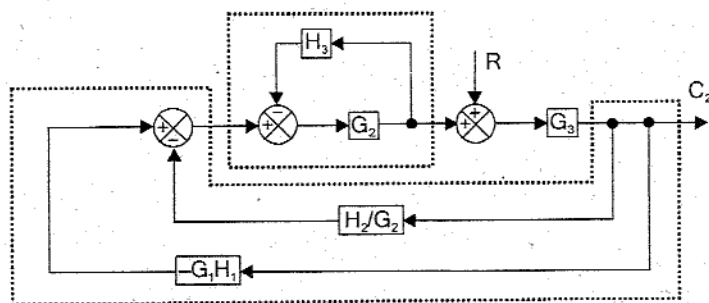 H₃
R
C₂
+ −
+ −
G₂
+ +
G₃
H₂/G₂
−G₁H₁